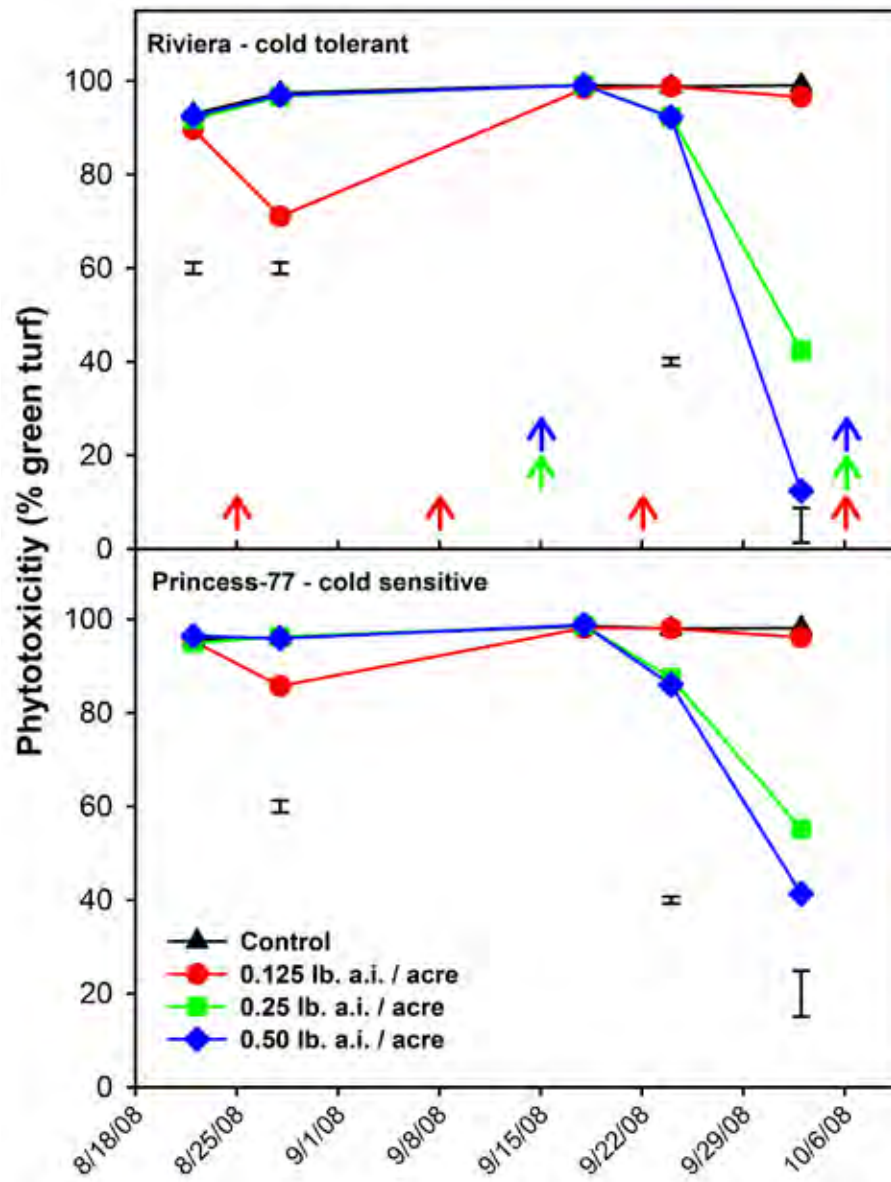 Riviera - cold tolerant
100
80
60
40
20
0
Phytotoxicitiy (% green turf)
Princess-77 - cold sensitive
100
80
60
40
20
0
Control
0.125 lb. a.i. / acre
0.25 lb. a.i. / acre
0.50 lb. a.i. / acre
8/18/08
8/25/08
9/1/08
9/8/08
9/15/08
9/22/08
9/29/08
10/6/08